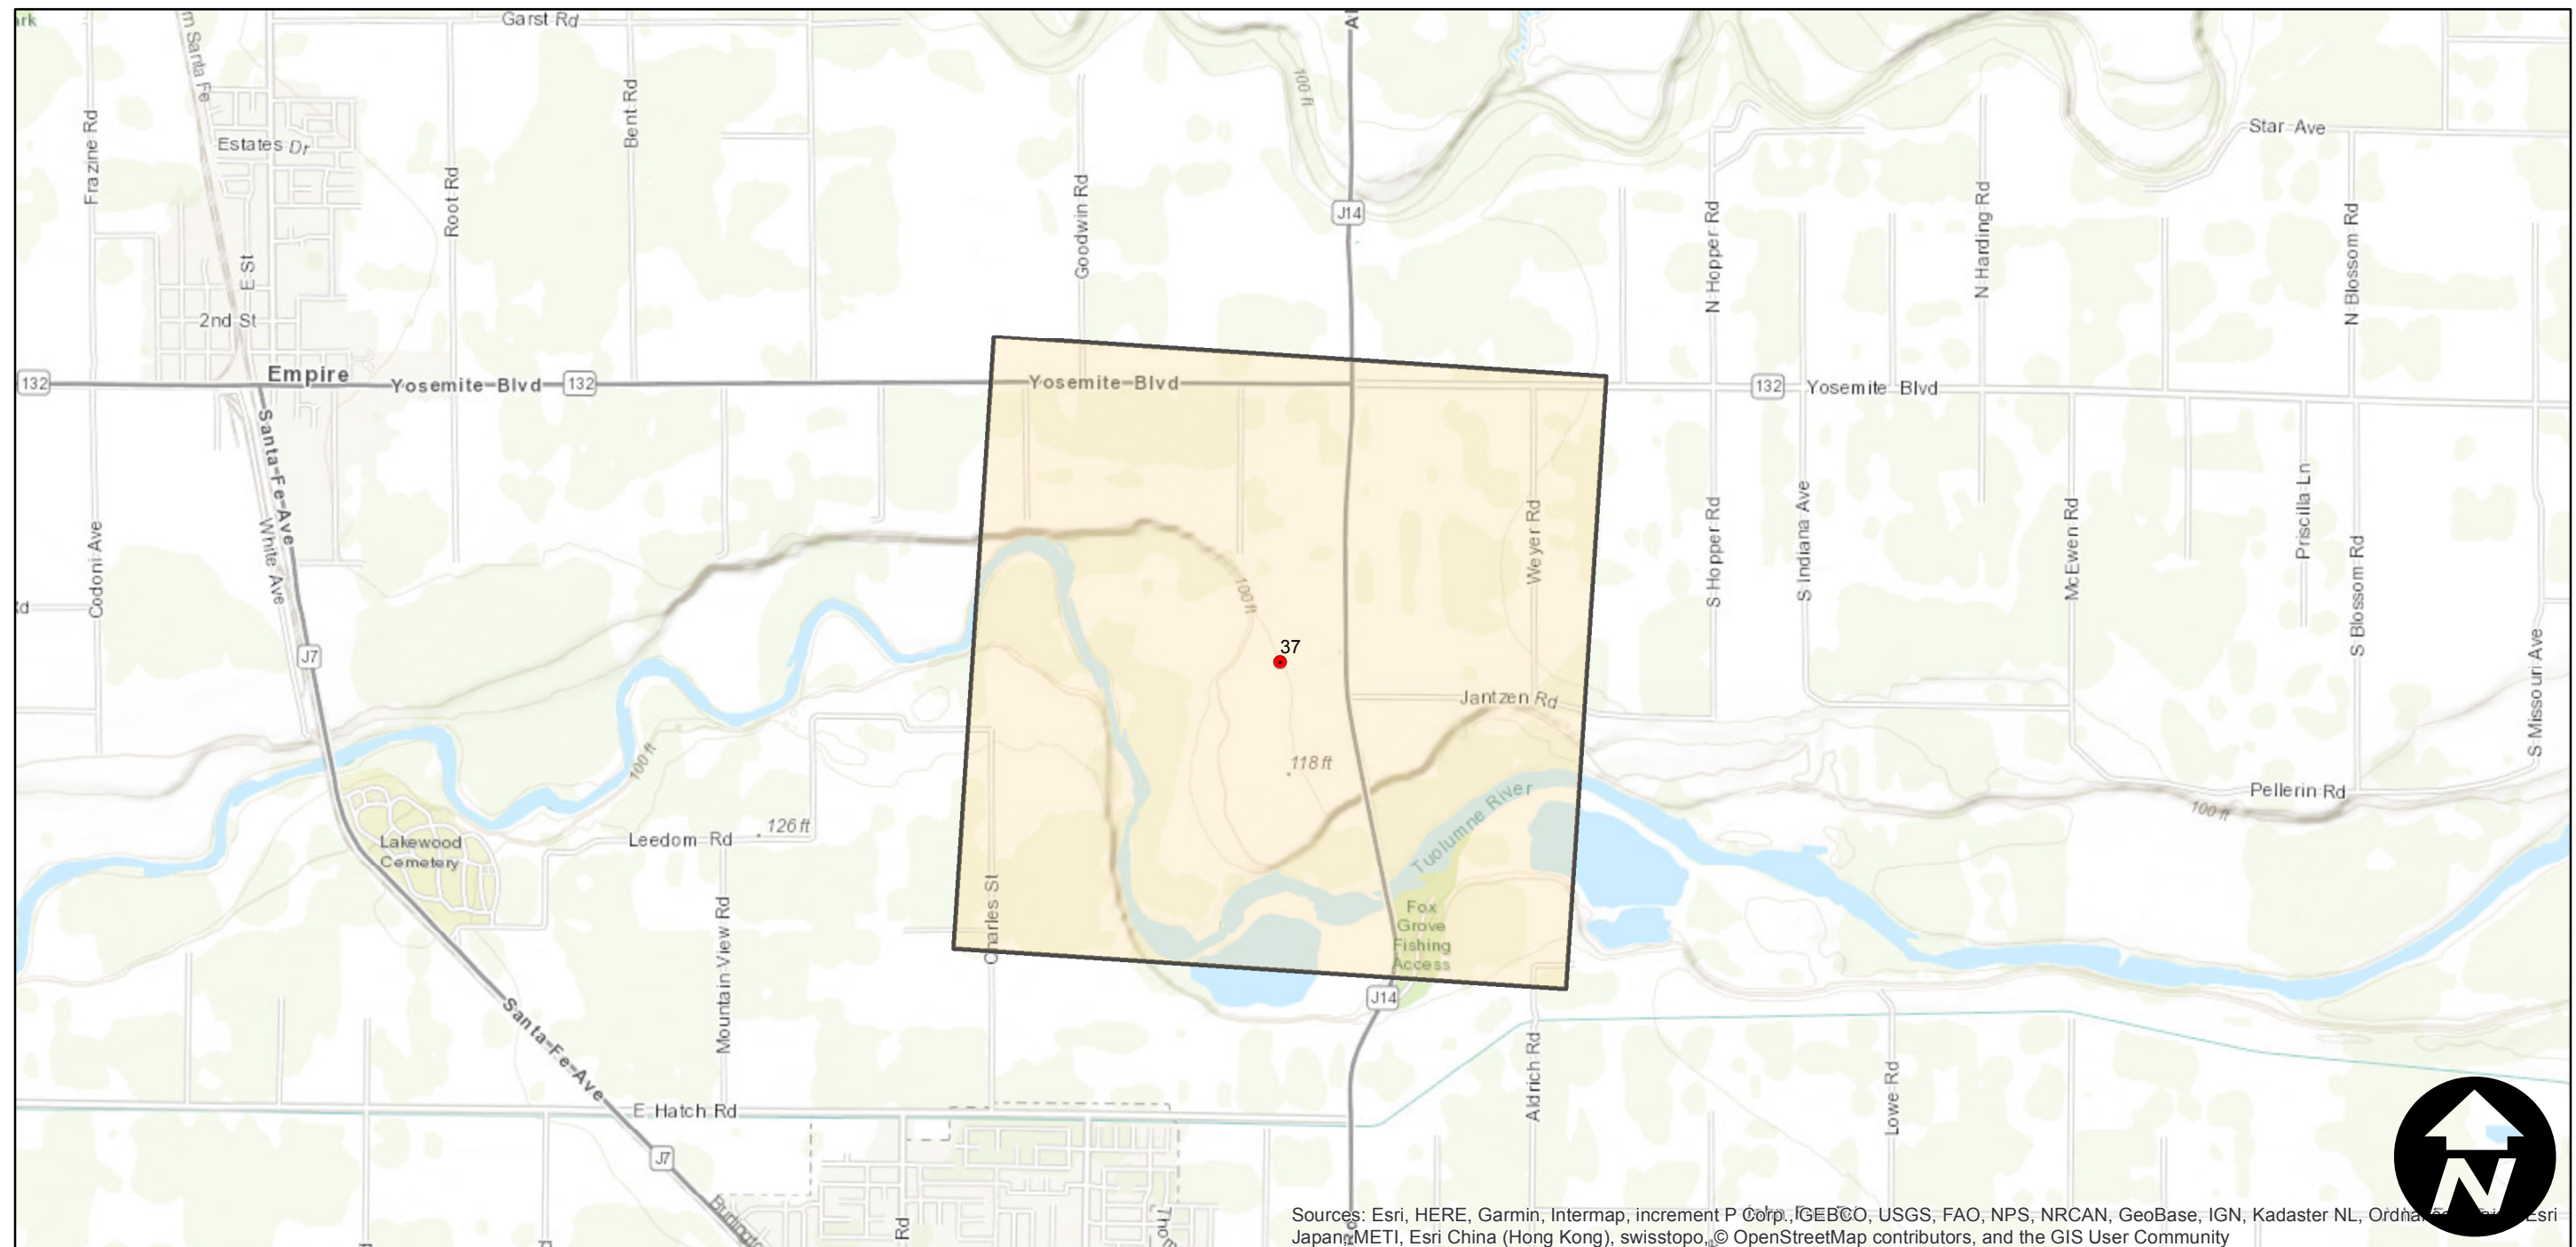 Garst Rd
Santa Fe
Frazine Rd
Estates Dr
Root Rd
Bent Rd
Goodwin Rd
100 ft
J14
N Hopper Rd
N Harding Rd
Star Ave
N Blossom Rd
E St
2nd St
132
Empire
Yosemite Blvd
132
Yosemite Blvd
132
Yosemite Blvd
Santa Fe Ave
White Ave
Codoni Ave
J7
100 ft
37
Weyer Rd
S Hopper Rd
S Indiana Ave
McEwen Rd
Priscilla Ln
S Blossom Rd
S Missouri Ave
Jantzen Rd
118 ft
100 ft
Tuolumne River
Pellerin Rd
100 ft
Lakewood
Cemetery
Leedom Rd
126 ft
Mountain View Rd
Charles St
Fox
Grove
Fishing
Access
J14
Santa Fe Ave
E Hatch Rd
J7
Aldrich Rd
Lowe Rd
Rd
N
Sources: Esri, HERE, Garmin, Intermap, increment P Corp., GEBCO, USGS, FAO, NPS, NRCAN, GeoBase, IGN, Kadaster NL, Esri
Japan, METI, Esri China (Hong Kong), swisstopo, © OpenStreetMap contributors, and the GIS User Community